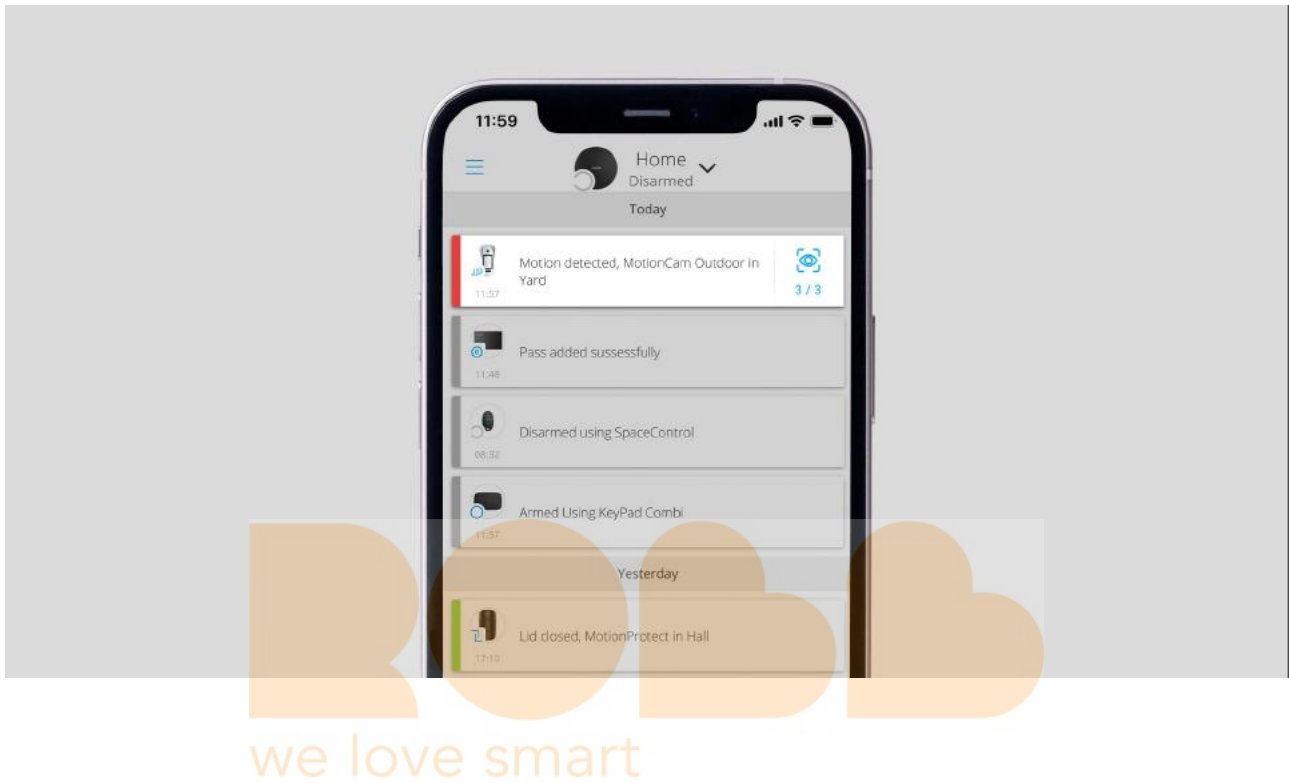 11:59
Home
Disarmed
Today
Motion detected, MotionCam Outdoor in
Yard
11:57
3 / 3
Pass added sussessfully
11:48
Disarmed using SpaceControl
08:32
Armed Using KeyPad Combi
11:57
Yesterday
Lid closed, MotionProtect in Hall
17:10
ROBB
we love smart